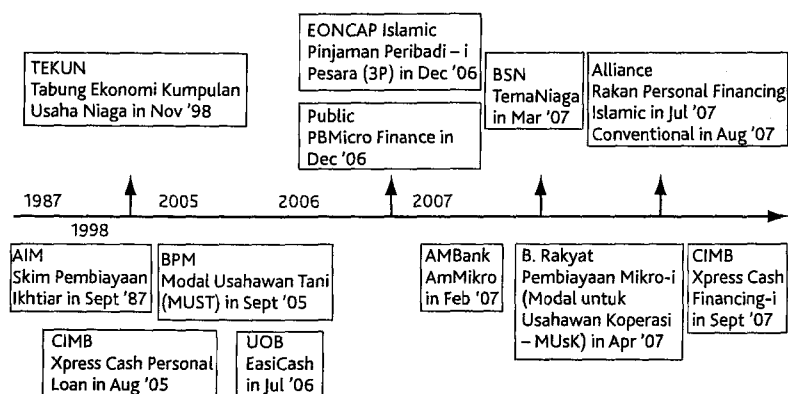 TEKUN
Tabung Ekonomi Kumpulan
Usaha Niaga in Nov '98
EONCAP Islamic
Pinjaman Peribadi – i
Pesara (3P) in Dec '06
Public
PBMicro Finance in
Dec '06
BSN
TemaNiaga
in Mar '07
Alliance
Rakan Personal Financing
Islamic in Jul '07
Conventional in Aug '07
1987
1998
2005
2006
2007
AIM
Skim Pembiayaan
Ikhtiar in Sept '87
BPM
Modal Usahawan Tani
(MUST) in Sept '05
AMBank
AmMikro
in Feb '07
B. Rakyat
Pembiayaan Mikro-i
(Modal untuk
Usahawan Koperasi
– MUsK) in Apr '07
CIMB
Xpress Cash
Financing-i
in Sept '07
CIMB
Xpress Cash Personal
Loan in Aug '05
UOB
EasiCash
in Jul '06